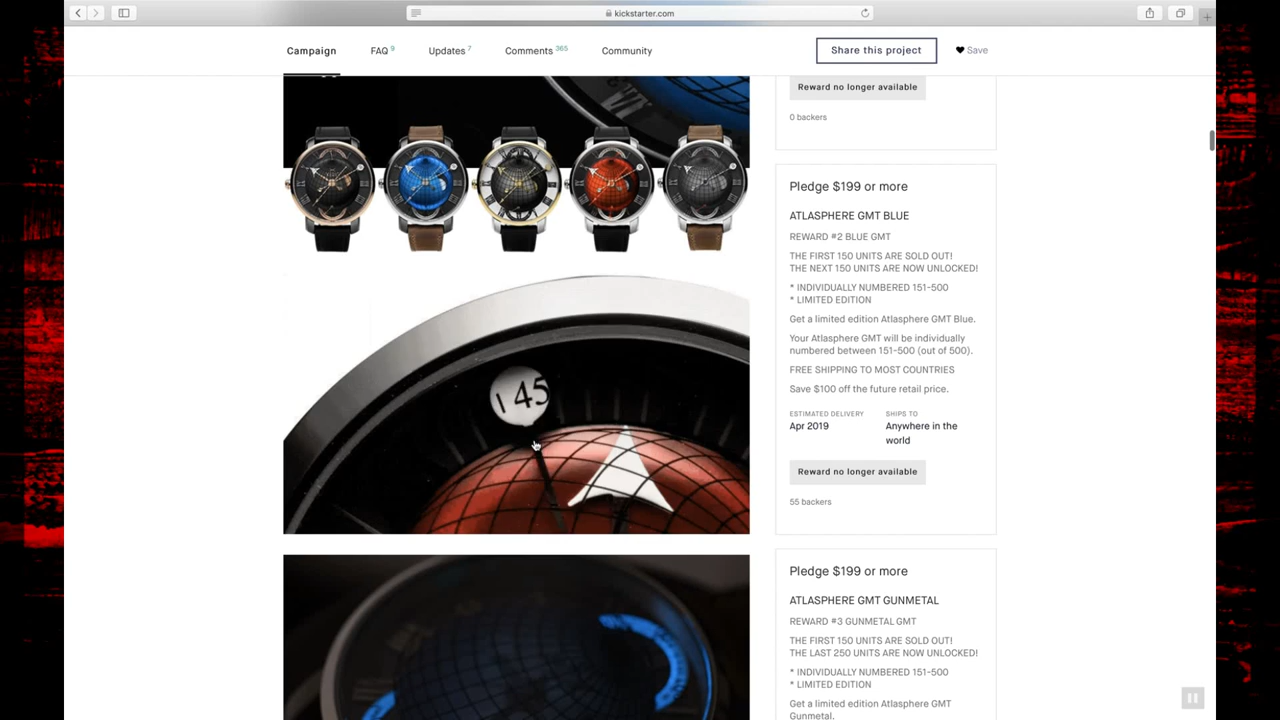 kickstarter.com
Campaign
FAQ 9
Updates 7
Comments 365
Community
Share this project
Save
45
Reward no longer available
0 backers
Pledge $199 or more
ATLASPHERE GMT BLUE
REWARD #2 BLUE GMT
THE FIRST 150 UNITS ARE SOLD OUT!
THE NEXT 150 UNITS ARE NOW UNLOCKED!
* INDIVIDUALLY NUMBERED 151-500
* LIMITED EDITION
Get a limited edition Atlasphere GMT Blue.
Your Atlasphere GMT will be individually
numbered between 151-500 (out of 500).
FREE SHIPPING TO MOST COUNTRIES
Save $100 off the future retail price.
ESTIMATED DELIVERY
Apr 2019
SHIPS TO
Anywhere in the
world
Reward no longer available
55 backers
Pledge $199 or more
ATLASPHERE GMT GUNMETAL
REWARD #3 GUNMETAL GMT
THE FIRST 150 UNITS ARE SOLD OUT!
THE LAST 250 UNITS ARE NOW UNLOCKED!
* INDIVIDUALLY NUMBERED 151-500
* LIMITED EDITION
Get a limited edition Atlasphere GMT
Gunmetal.